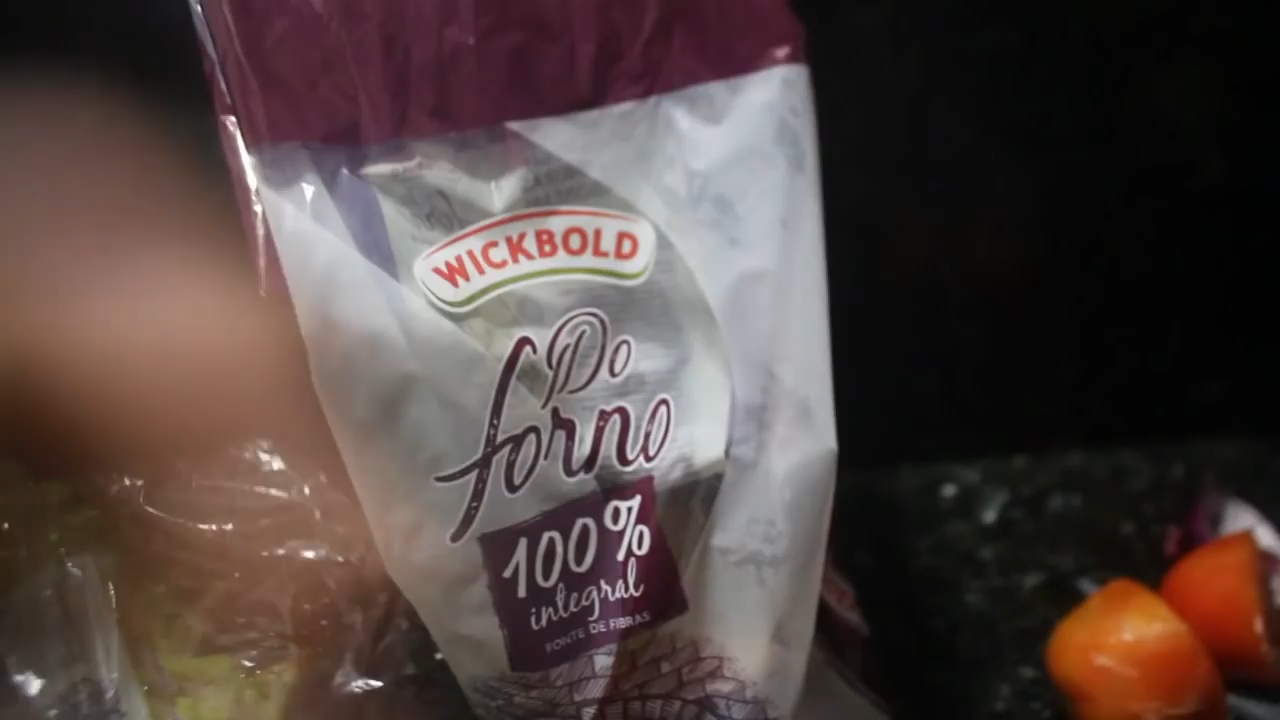 WICKBOLD
Do
forno
100%
integral
FONTE DE FIBRAS